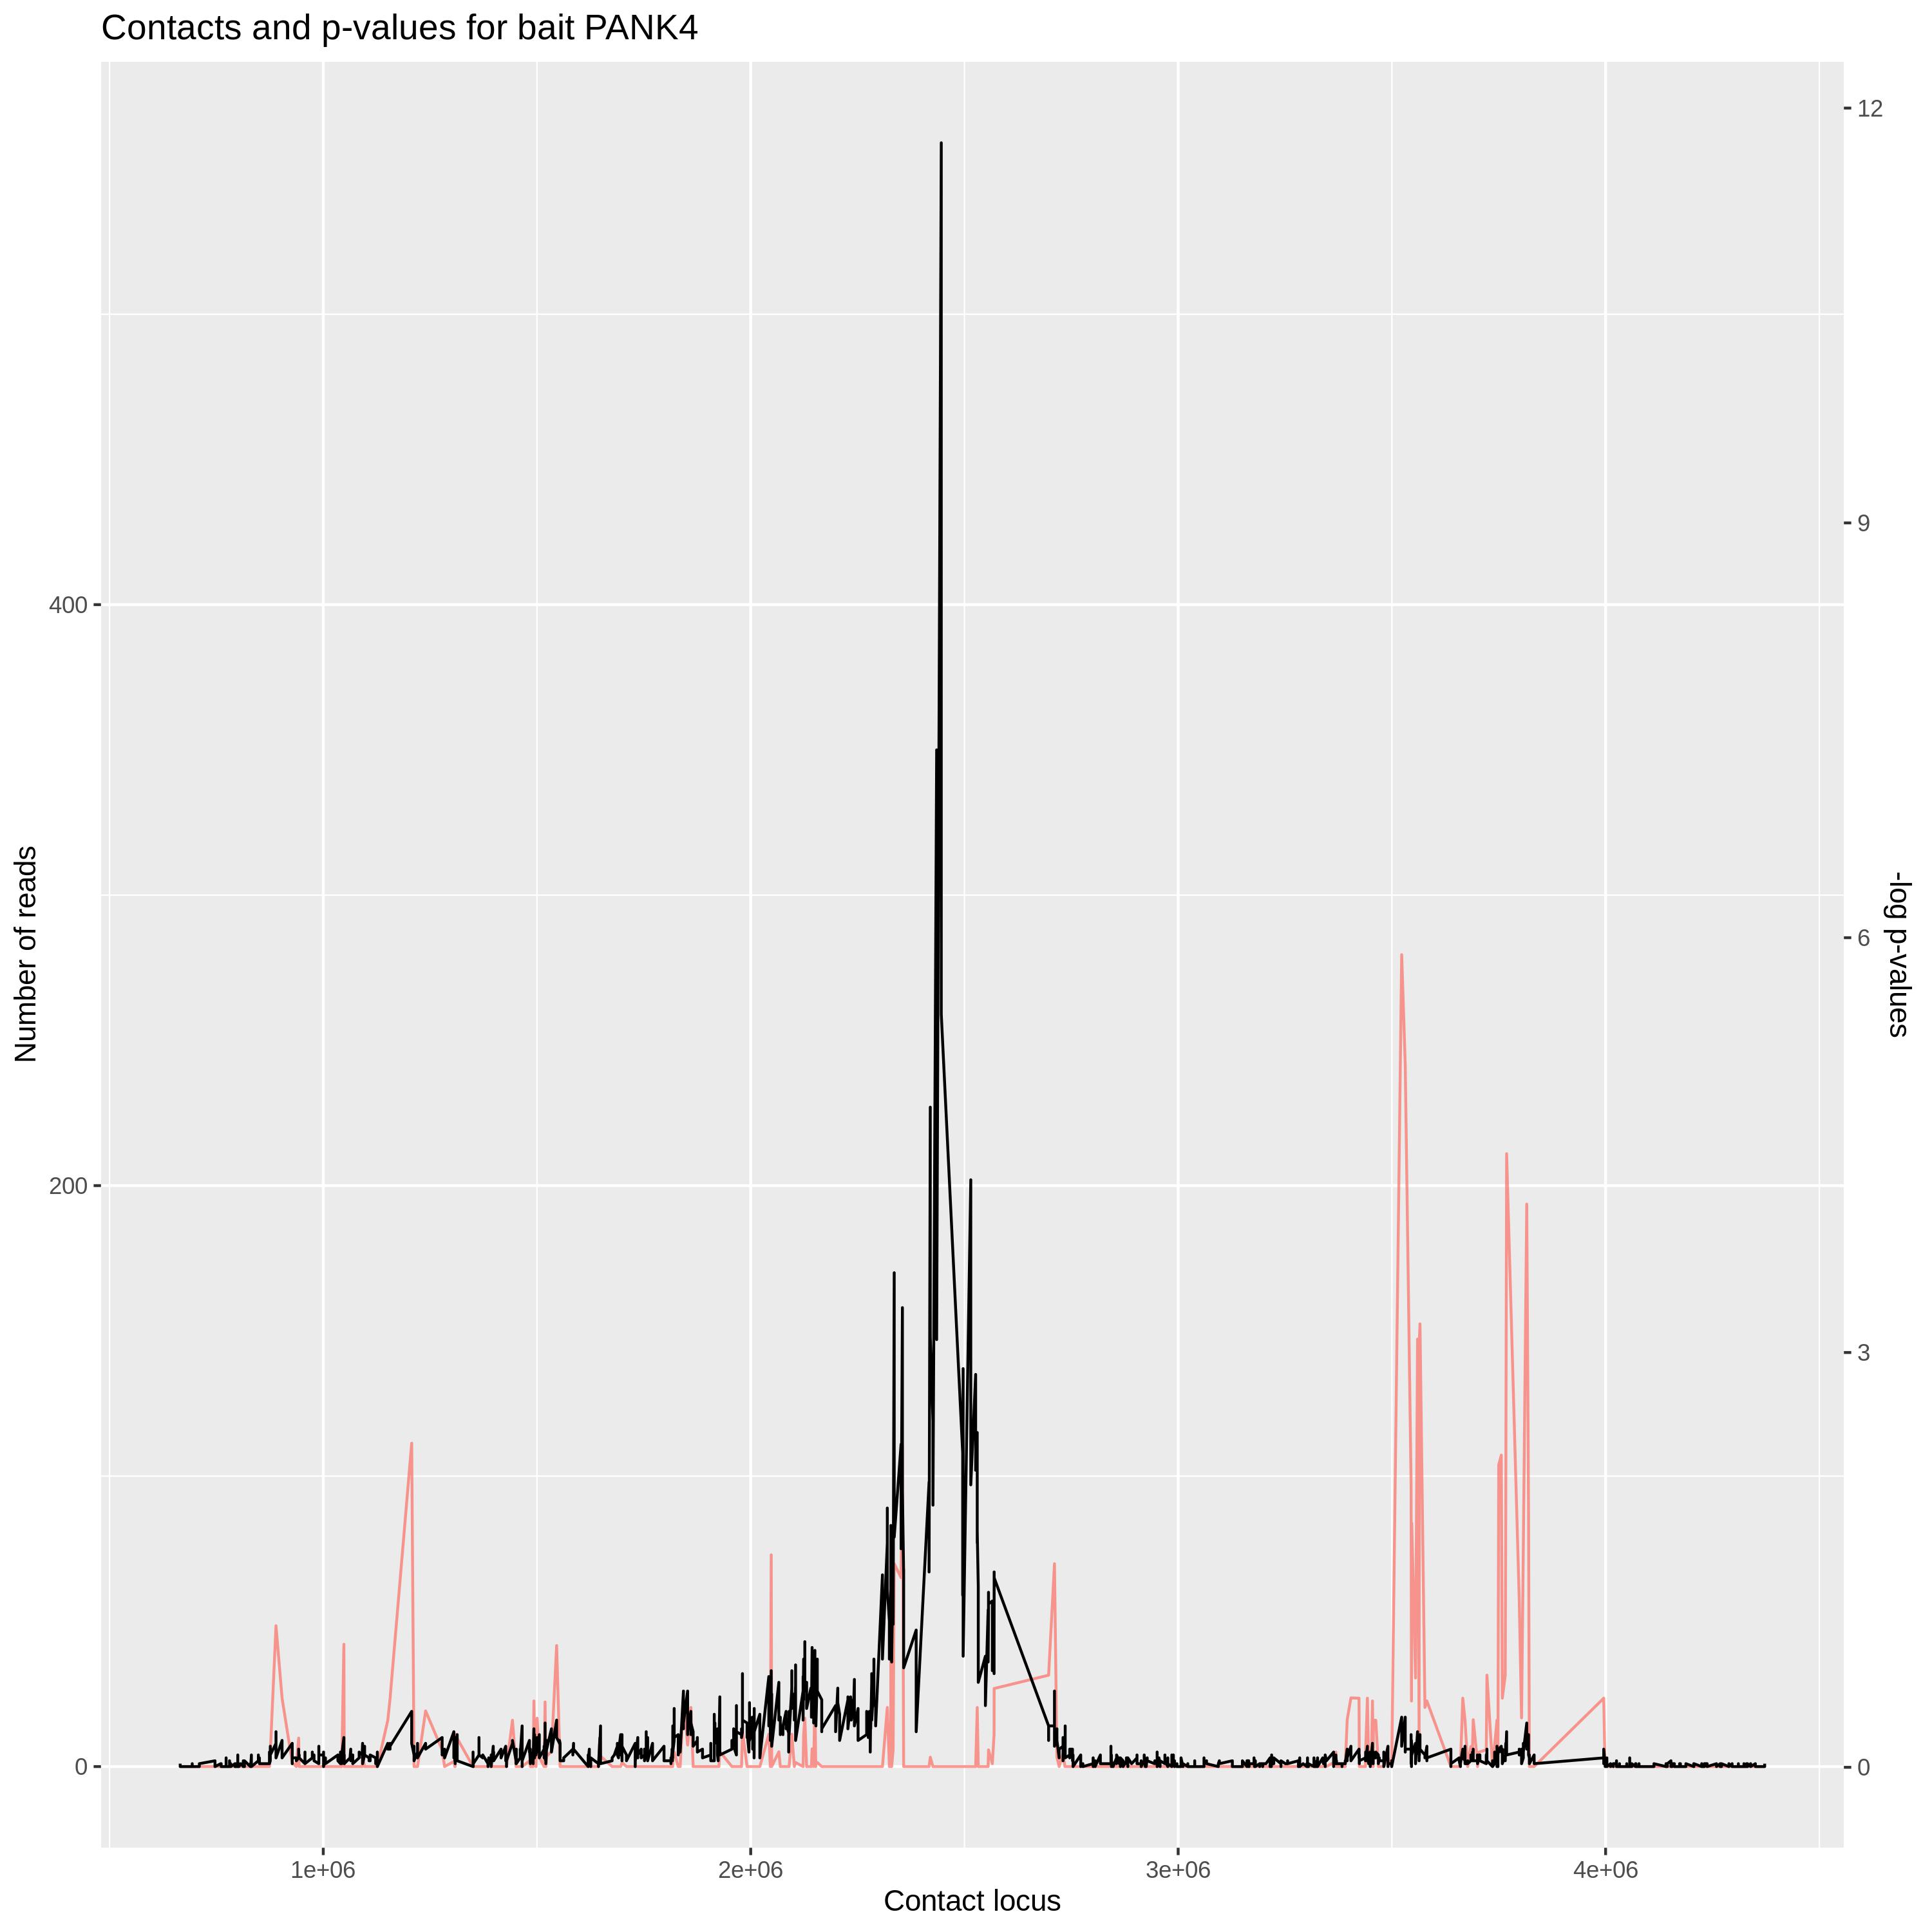 Contacts and p-values for bait PANK4
12
9
400
Number of reads
-log p-values
6
200
3
0
0
1e+06
2e+06
3e+06
4e+06
Contact locus